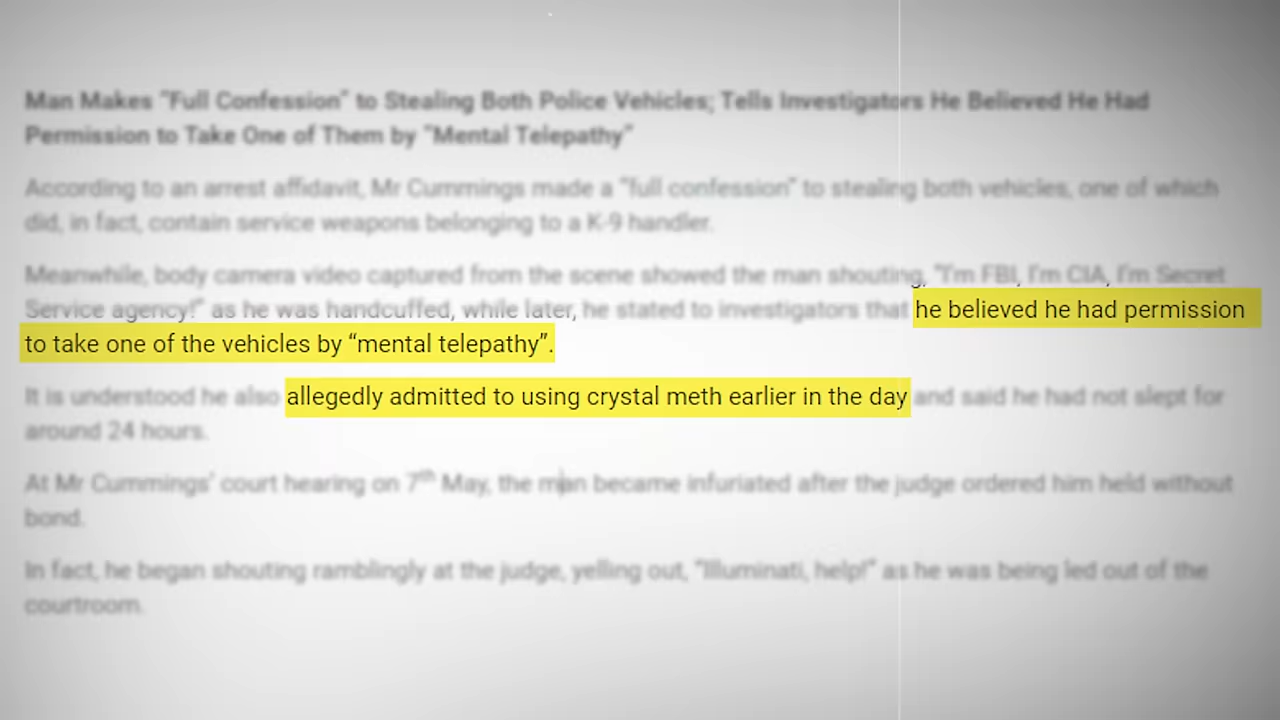 Man Makes “Full Confession” to Stealing Both Police Vehicles; Tells Investigators He Believed He Had
Permission to Take One of Them by “Mental Telepathy”
According to an arrest affidavit, Mr Cummings made a “full confession” to stealing both vehicles, one of which
did, in fact, contain service weapons belonging to a K-9 handler.
Meanwhile, body camera video captured from the scene showed the man shouting, “I’m FBI, I’m CIA, I’m Secret
Service agency!” as he was handcuffed, while later, he stated to investigators that he believed he had permission
to take one of the vehicles by “mental telepathy”.
It is understood he also allegedly admitted to using crystal meth earlier in the day and said he had not slept for
around 24 hours.
At Mr Cummings’ court hearing on 7th May, the man became infuriated after the judge ordered him held without
bond.
In fact, he began shouting ramblingly at the judge, yelling out, “Illuminati, help!” as he was being led out of the
courtroom.